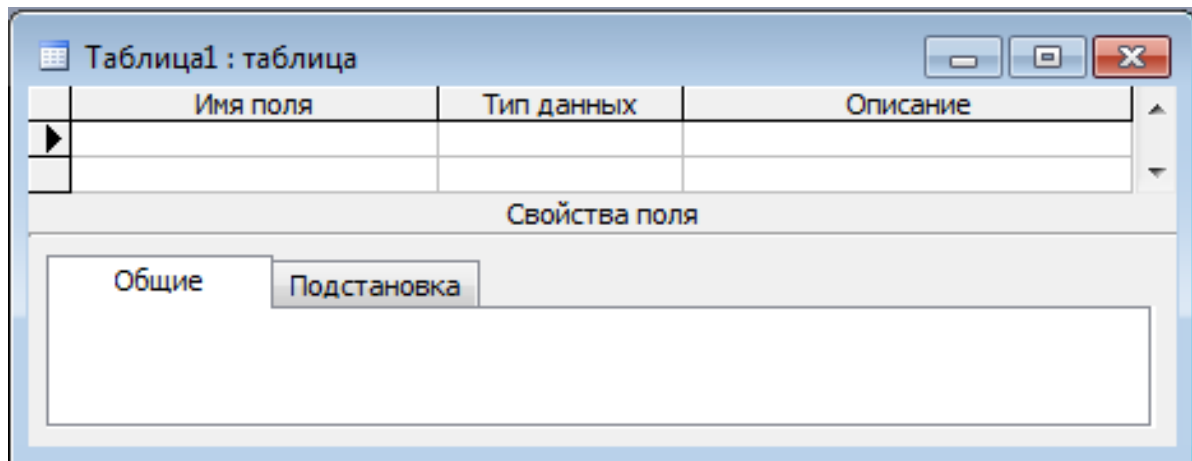 Таблица1 : таблица
Имя поля Тип данных Описание
Свойства поля
Общие Подстановка